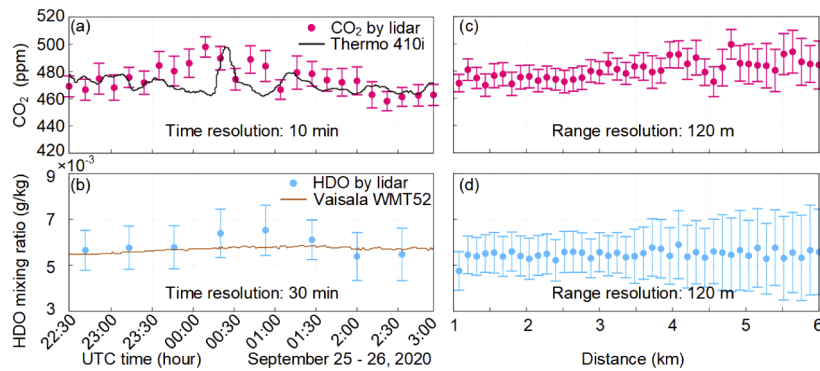 (a)
CO₂ by lidar
Thermo 410i
Time resolution: 10 min
520
500
480
460
440
420
CO₂ (ppm)
(c)
Range resolution: 120 m
×10⁻³
(b)
HDO by lidar
Vaisala WMT52
Time resolution: 30 min
9
7
5
3
HDO mixing ratio (g/kg)
22:30
23:00
23:30
00:00
00:30
01:00
01:30
2:00
2:30
3:00
UTC time (hour)
September 25 - 26, 2020
(d)
Range resolution: 120 m
1 2 3 4 5 6
Distance (km)